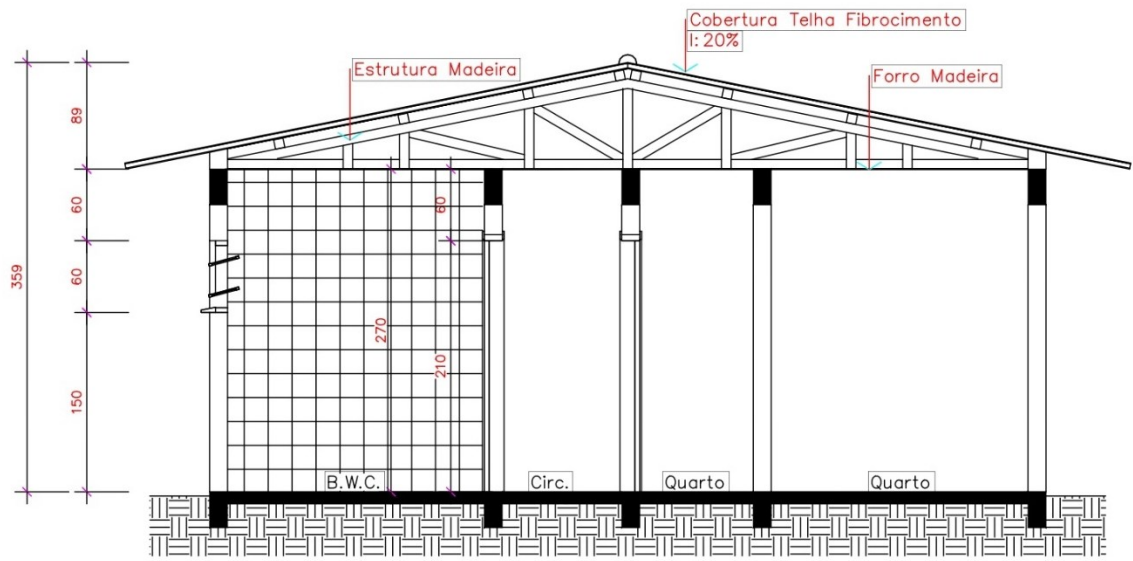 Cobertura Telha Fibrocimento
I: 20%
Estrutura Madeira
Forro Madeira
89
60
60
60
359
270
210
150
B.W.C.
Circ.
Quarto
Quarto